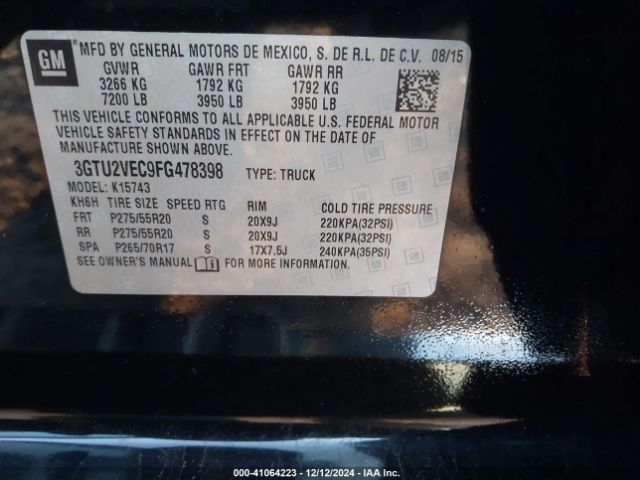 GM
MFD BY GENERAL MOTORS DE MEXICO, S. DE R.L. DE C.V. 08/15
GVWR GAWR FRT GAWR RR
3266 KG 1792 KG 1792 KG
7200 LB 3950 LB 3950 LB
THIS VEHICLE CONFORMS TO ALL APPLICABLE U.S. FEDERAL MOTOR
VEHICLE SAFETY STANDARDS IN EFFECT ON THE DATE OF
MANUFACTURE SHOWN ABOVE.
3GTU2VEC9FG478398 TYPE: TRUCK
MODEL: K15743
KH6H TIRE SIZE SPEED RTG RIM COLD TIRE PRESSURE
FRT P275/55R20 S 20X9J 220KPA(32PSI)
RR P275/55R20 S 20X9J 220KPA(32PSI)
SPA P265/70R17 S 17X7.5J 240KPA(35PSI)
SEE OWNER'S MANUAL FOR MORE INFORMATION.
000-41064223 - 12/12/2024 - IAA Inc.